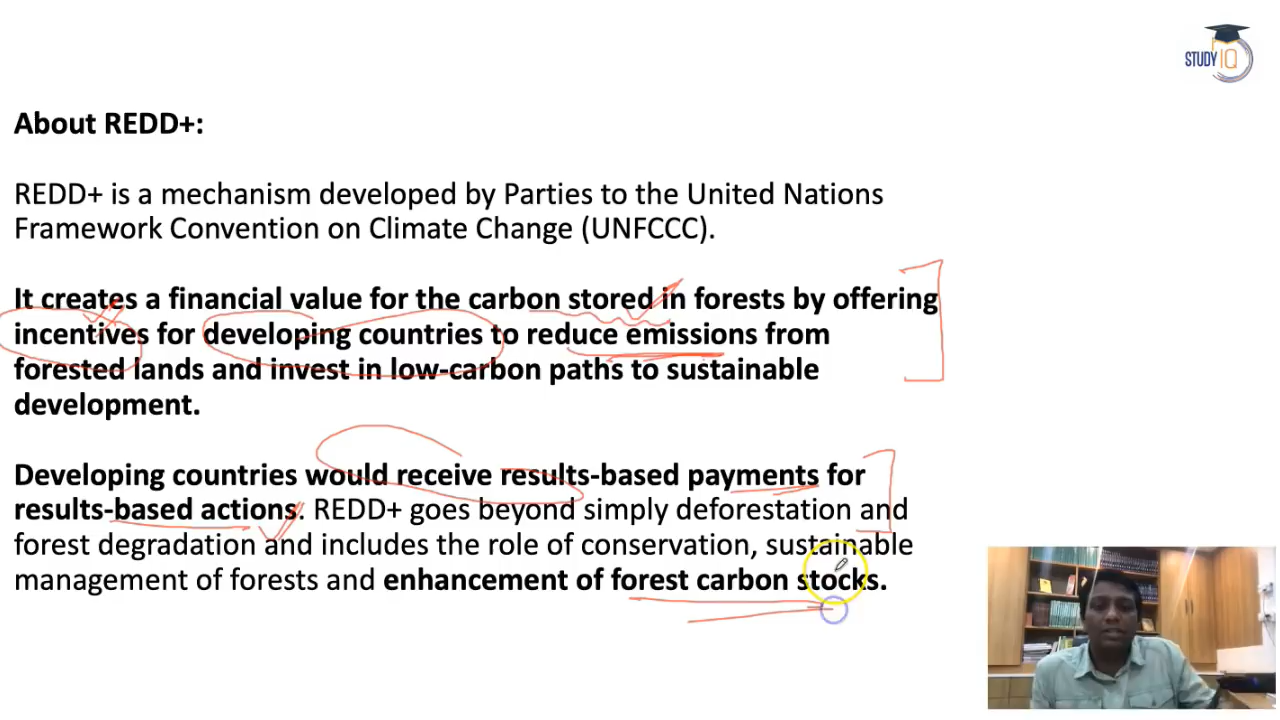 STUDY IQ
About REDD+:
REDD+ is a mechanism developed by Parties to the United Nations
Framework Convention on Climate Change (UNFCCC).
It creates a financial value for the carbon stored in forests by offering
incentives for developing countries to reduce emissions from
forested lands and invest in low-carbon paths to sustainable
development.
Developing countries would receive results-based payments for
results-based actions. REDD+ goes beyond simply deforestation and
forest degradation and includes the role of conservation, sustainable
management of forests and enhancement of forest carbon stocks.